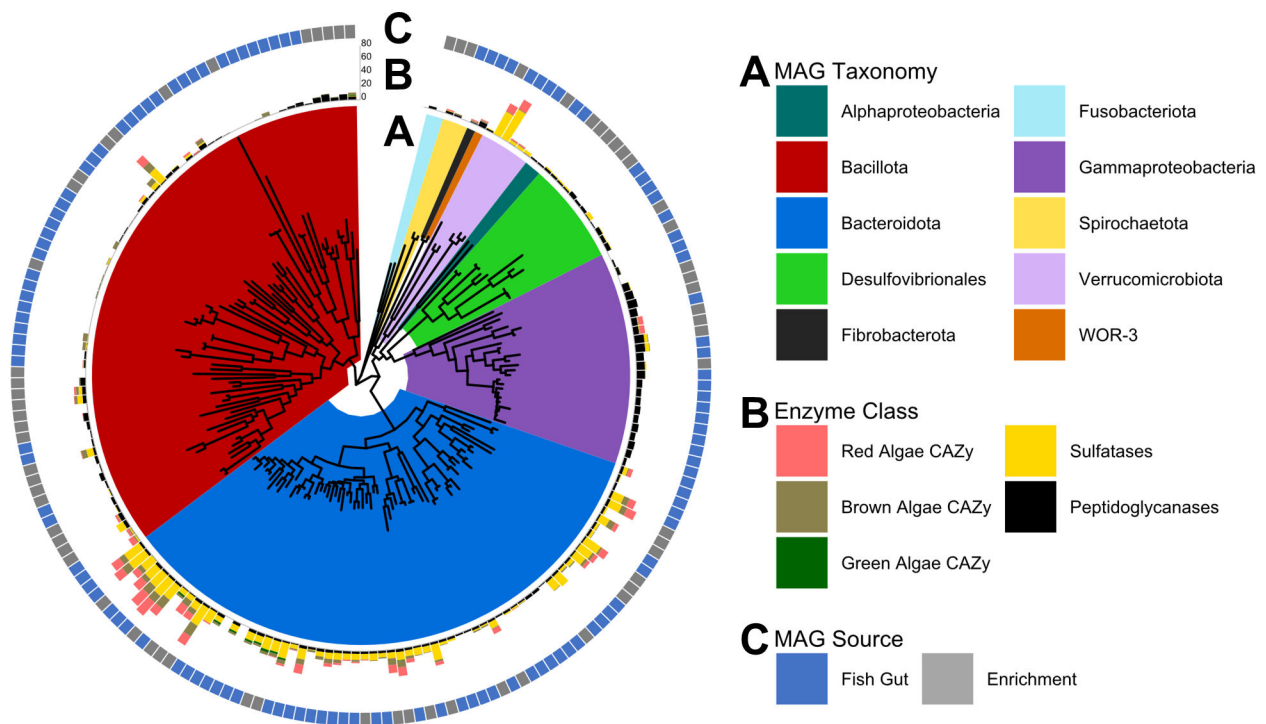 C
80
60
B
40
20
0
A
A MAG Taxonomy
Alphaproteobacteria
Fusobacteriota
Bacillota
Gammaproteobacteria
Bacteroidota
Spirochaetota
Desulfovibrionales
Verrucomicrobiota
Fibrobacterota
WOR-3
B Enzyme Class
Red Algae CAZy
Sulfatases
Brown Algae CAZy
Peptidoglycanases
Green Algae CAZy
C MAG Source
Fish Gut
Enrichment